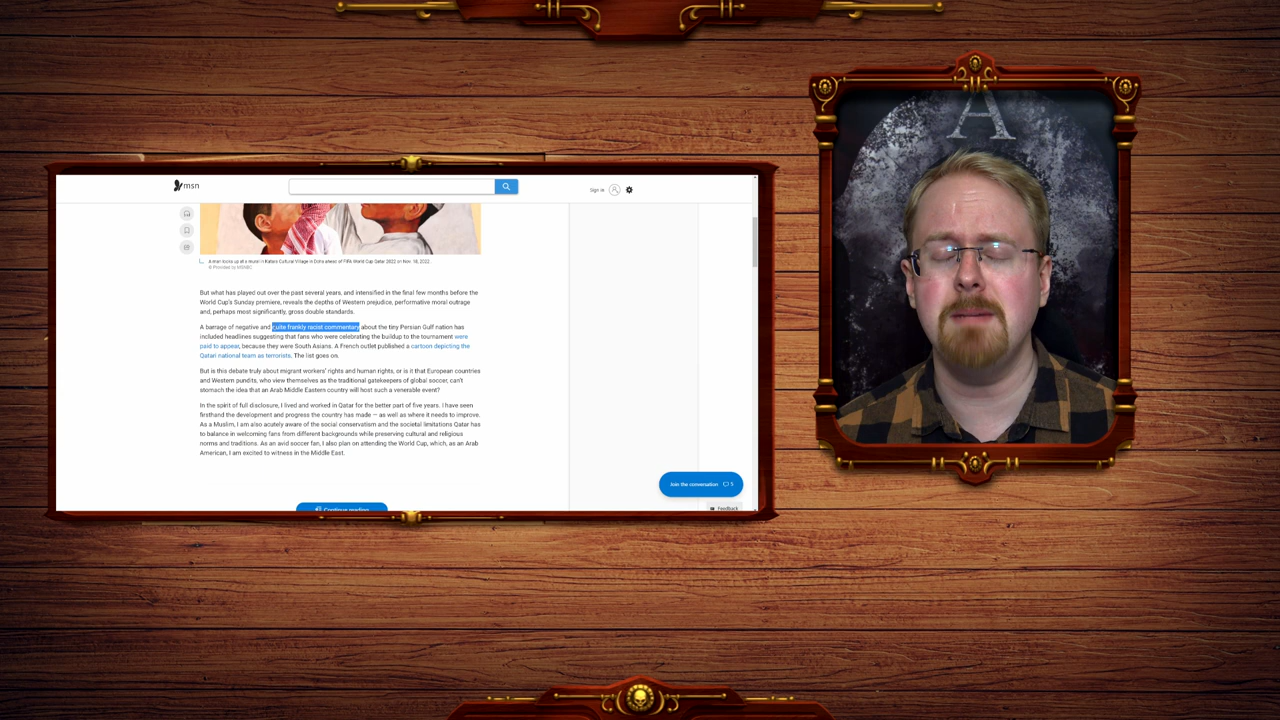 A
msn
Sign in
A man looks up at a mural in Katara Cultural Village in Doha ahead of FIFA World Cup Qatar 2022 on Nov. 18, 2022.
© Provided by MSNBC
But what has played out over the past several years, and intensified in the final few months before the
World Cup's Sunday premiere, reveals the depths of Western prejudice, performative moral outrage
and, perhaps most significantly, gross double standards.
A barrage of negative and quite frankly racist commentary about the tiny Persian Gulf nation has
included headlines suggesting that fans who were celebrating the buildup to the tournament were
paid to appear, because they were South Asians. A French outlet published a cartoon depicting the
Qatari national team as terrorists. The list goes on.
But is this debate truly about migrant workers' rights and human rights, or is it that European countries
and Western pundits, who view themselves as the traditional gatekeepers of global soccer, can't
stomach the idea that an Arab Middle Eastern country will host such a venerable event?
In the spirit of full disclosure, I lived and worked in Qatar for the better part of five years. I have seen
firsthand the development and progress the country has made — as well as where it needs to improve.
As a Muslim, I am also acutely aware of the social conservatism and the societal limitations Qatar has
to balance in welcoming fans from different backgrounds while preserving cultural and religious
norms and traditions. As an avid soccer fan, I also plan on attending the World Cup, which, as an Arab
American, I am excited to witness in the Middle East.
Join the conversation 5
Continue reading
Feedback